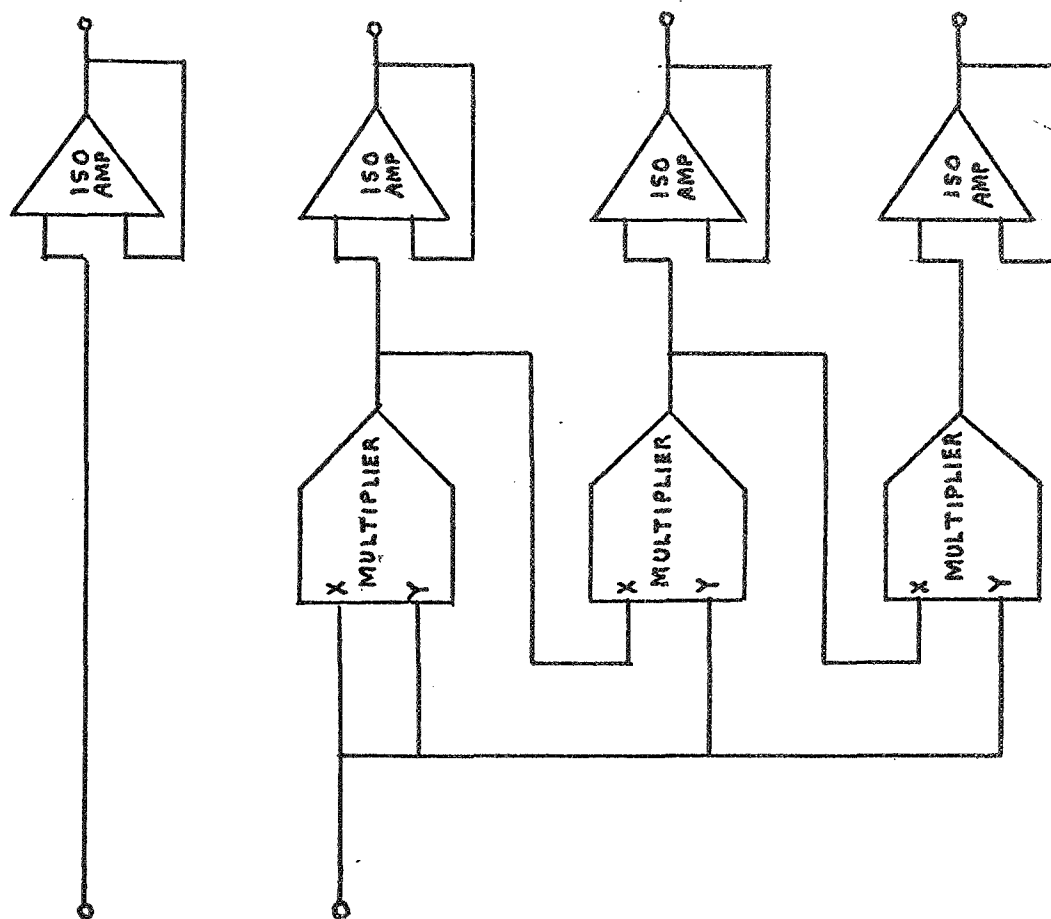 ISO
AMP
ISO
AMP
ISO
AMP
ISO
AMP
MULTIPLIER
X
Y
MULTIPLIER
X
Y
MULTIPLIER
X
Y